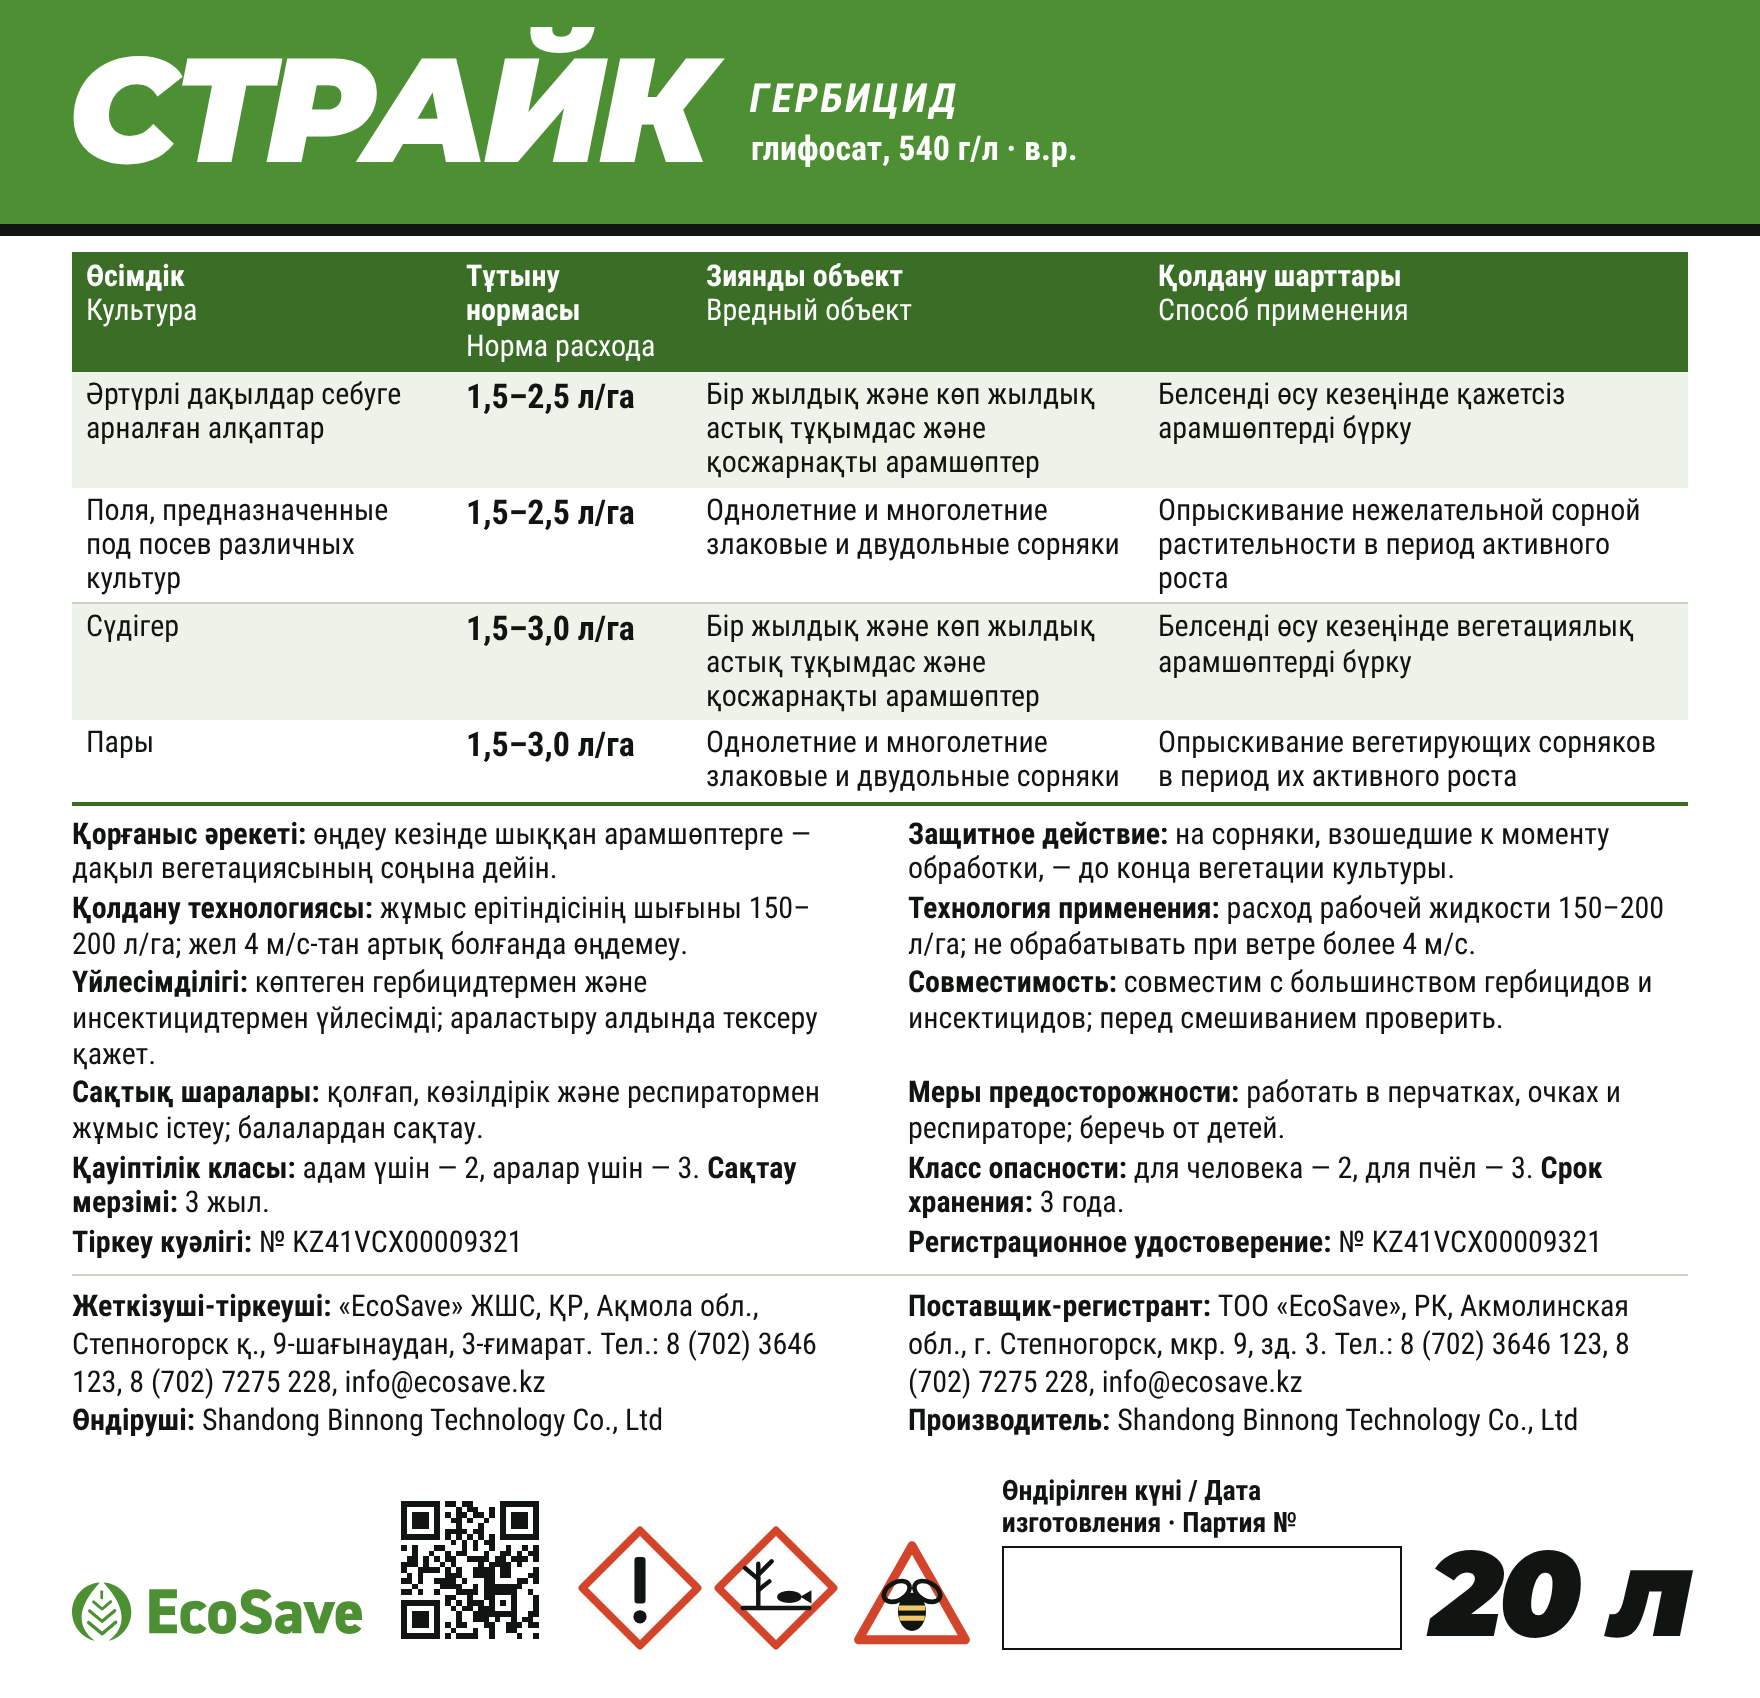 СТРАЙК
ГЕРБИЦИД
глифосат, 540 г/л · в.р.
Өсімдік
Культура
Тұтыну
нормасы
Норма расхода
Зиянды объект
Вредный объект
Қолдану шарттары
Способ применения
Әртүрлі дақылдар себуге
арналған алқаптар
1,5–2,5 л/га
Бір жылдық және көп жылдық
астық тұқымдас және
қосжарнақты арамшөптер
Белсенді өсу кезеңінде қажетсіз
арамшөптерді бүрку
Поля, предназначенные
под посев различных
культур
1,5–2,5 л/га
Однолетние и многолетние
злаковые и двудольные сорняки
Опрыскивание нежелательной сорной
растительности в период активного
роста
Сүдігер
1,5–3,0 л/га
Бір жылдық және көп жылдық
астық тұқымдас және
қосжарнақты арамшөптер
Белсенді өсу кезеңінде вегетациялық
арамшөптерді бүрку
Пары
1,5–3,0 л/га
Однолетние и многолетние
злаковые и двудольные сорняки
Опрыскивание вегетирующих сорняков
в период их активного роста
Қорғаныс әрекеті: өңдеу кезінде шыққан арамшөптерге —
дақыл вегетациясының соңына дейін.
Қолдану технологиясы: жұмыс ерітіндісінің шығыны 150–
200 л/га; жел 4 м/с-тан артық болғанда өңдемеу.
Үйлесімділігі: көптеген гербицидтермен және
инсектицидтермен үйлесімді; араластыру алдында тексеру
қажет.
Сақтық шаралары: қолғап, көзілдірік және респиратормен
жұмыс істеу; балалардан сақтау.
Қауіптілік класы: адам үшін — 2, аралар үшін — 3. Сақтау
мерзімі: 3 жыл.
Тіркеу куәлігі: № KZ41VCX00009321
Защитное действие: на сорняки, взошедшие к моменту
обработки, — до конца вегетации культуры.
Технология применения: расход рабочей жидкости 150–200
л/га; не обрабатывать при ветре более 4 м/с.
Совместимость: совместим с большинством гербицидов и
инсектицидов; перед смешиванием проверить.
Меры предосторожности: работать в перчатках, очках и
респираторе; беречь от детей.
Класс опасности: для человека — 2, для пчёл — 3. Срок
хранения: 3 года.
Регистрационное удостоверение: № KZ41VCX00009321
Жеткізуші-тіркеуші: «EcoSave» ЖШС, ҚР, Ақмола обл.,
Степногорск қ., 9-шағынаудан, 3-ғимарат. Тел.: 8 (702) 3646
123, 8 (702) 7275 228, info@ecosave.kz
Өндіруші: Shandong Binnong Technology Co., Ltd
Поставщик-регистрант: ТОО «EcoSave», РК, Акмолинская
обл., г. Степногорск, мкр. 9, зд. 3. Тел.: 8 (702) 3646 123, 8
(702) 7275 228, info@ecosave.kz
Производитель: Shandong Binnong Technology Co., Ltd
EcoSave
Өндірілген күні / Дата
изготовления · Партия №
20 л